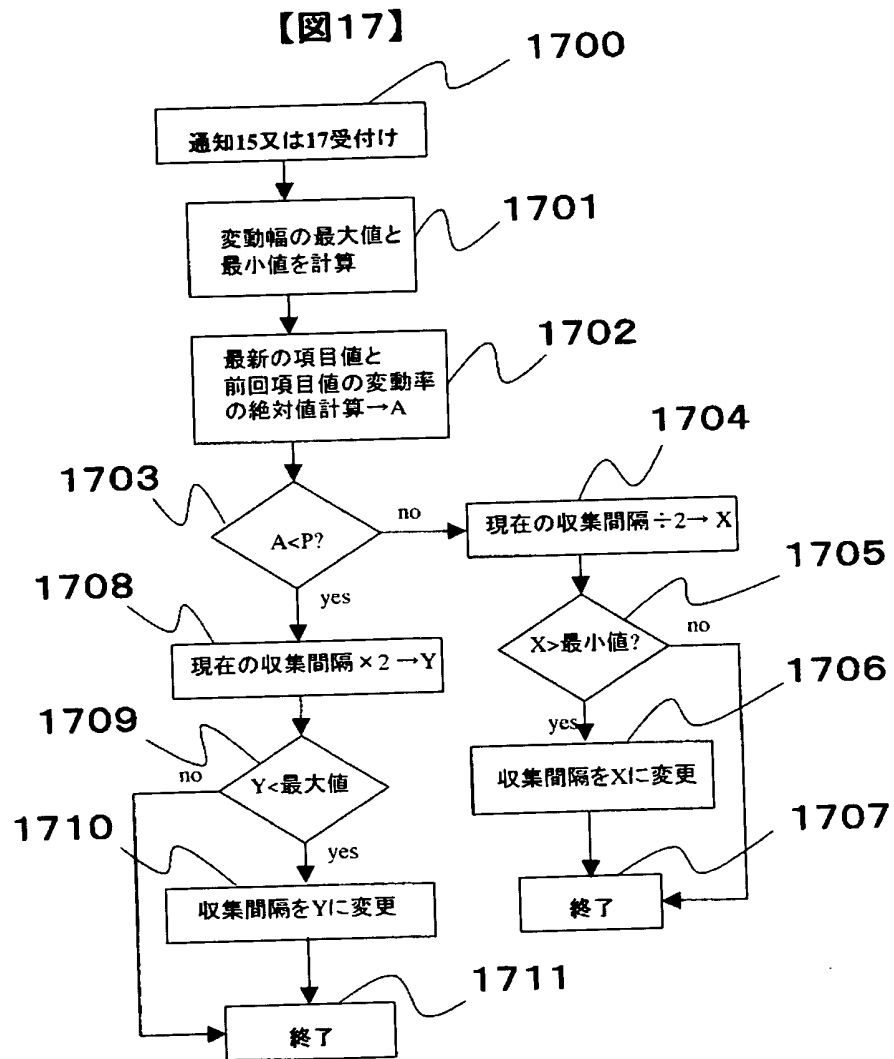 【図17】
1700
通知15又は17受付け
1701
変動幅の最大値と
最小値を計算
1702
最新の項目値と
前回項目値の変動率
の絶対値計算→A
1703
A<P?
no
yes
1704
現在の収集間隔÷2→ X
1705
X>最小値?
no
yes
1706
収集間隔をXに変更
1707
終了
1708
現在の収集間隔×2→Y
1709
Y<最大値
no
yes
1710
収集間隔をYに変更
1711
終了